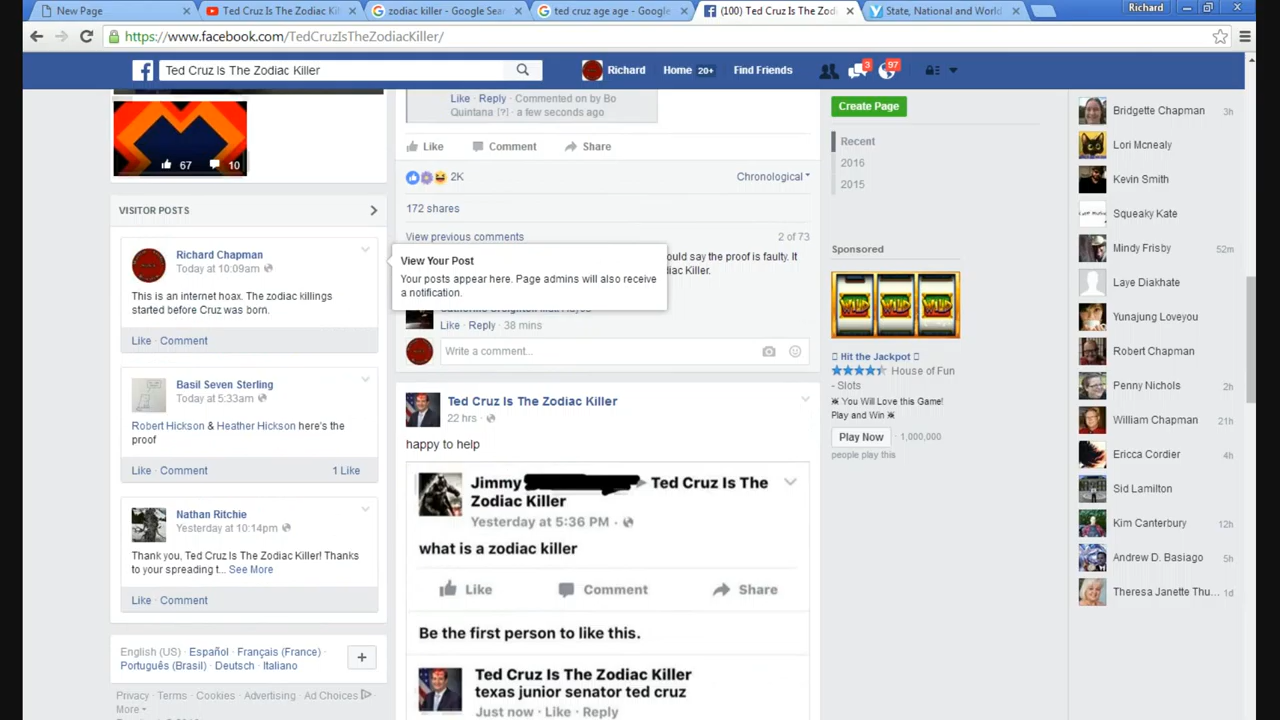 New Page
Ted Cruz Is The Zodiac Kil
zodiac killer - Google Sea
ted cruz age age - Google
(100) Ted Cruz Is The Zod
State, National and World
Richard
https://www.facebook.com/TedCruzIsTheZodiacKiller/
Ted Cruz Is The Zodiac Killer
Richard
Home 20+
Find Friends
3
97
67
10
VISITOR POSTS
Richard Chapman
Today at 10:09am
This is an internet hoax. The zodiac killings
started before Cruz was born.
Like · Comment
Basil Seven Sterling
Today at 5:33am
Robert Hickson & Heather Hickson here's the
proof
Like · Comment
1 Like
Nathan Ritchie
Yesterday at 10:14pm
Thank you, Ted Cruz Is The Zodiac Killer! Thanks
to your spreading t... See More
Like · Comment
English (US) · Español · Français (France) ·
Português (Brasil) · Deutsch · Italiano
+
Privacy · Terms · Cookies · Advertising · Ad Choices
More
Like · Reply · Commented on by Bo
Quintana [?] · a few seconds ago
Like
Comment
Share
2K
Chronological
172 shares
View previous comments
2 of 73
View Your Post
Your posts appear here. Page admins will also receive
a notification.
ould say the proof is faulty. It
diac Killer.
Like · Reply · 38 mins
Write a comment...
Ted Cruz Is The Zodiac Killer
22 hrs ·
happy to help
Jimmy
Ted Cruz Is The
Zodiac Killer
Yesterday at 5:36 PM ·
what is a zodiac killer
Like
Comment
Share
Be the first person to like this.
Ted Cruz Is The Zodiac Killer
texas junior senator ted cruz
Just now · Like · Reply
Create Page
Recent
2016
2015
Sponsored
WILD WILD WILD
Hit the Jackpot
House of Fun
- Slots
You Will Love this Game!
Play and Win
Play Now
· 1,000,000
people play this
Bridgette Chapman 3h
Lori Mcnealy
Kevin Smith
Squeaky Kate
Mindy Frisby 52m
Laye Diakhate
Yunajung Loveyou
Robert Chapman
Penny Nichols 2h
William Chapman 21h
Ericca Cordier 4h
Sid Lamilton
Kim Canterbury 12h
Andrew D. Basiago 5h
Theresa Janette Thu... 1d